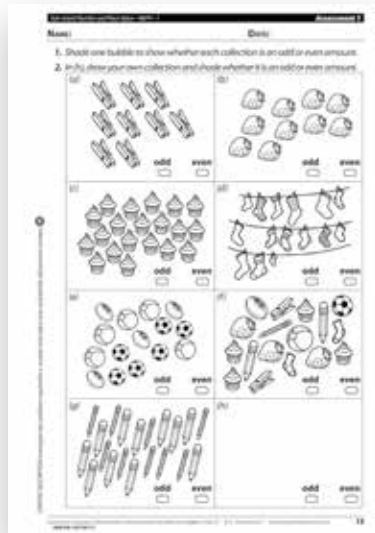 Assessment 1
NAME: DATE:
1. Shade one bubble to show whether each collection is an odd or even amount.
2. In (h), draw your own collection and shade whether it is an odd or even amount.
(a) (b)
odd even odd even
(c) (d)
odd even odd even
(e) (f)
odd even odd even
(g) (h)
odd even odd even